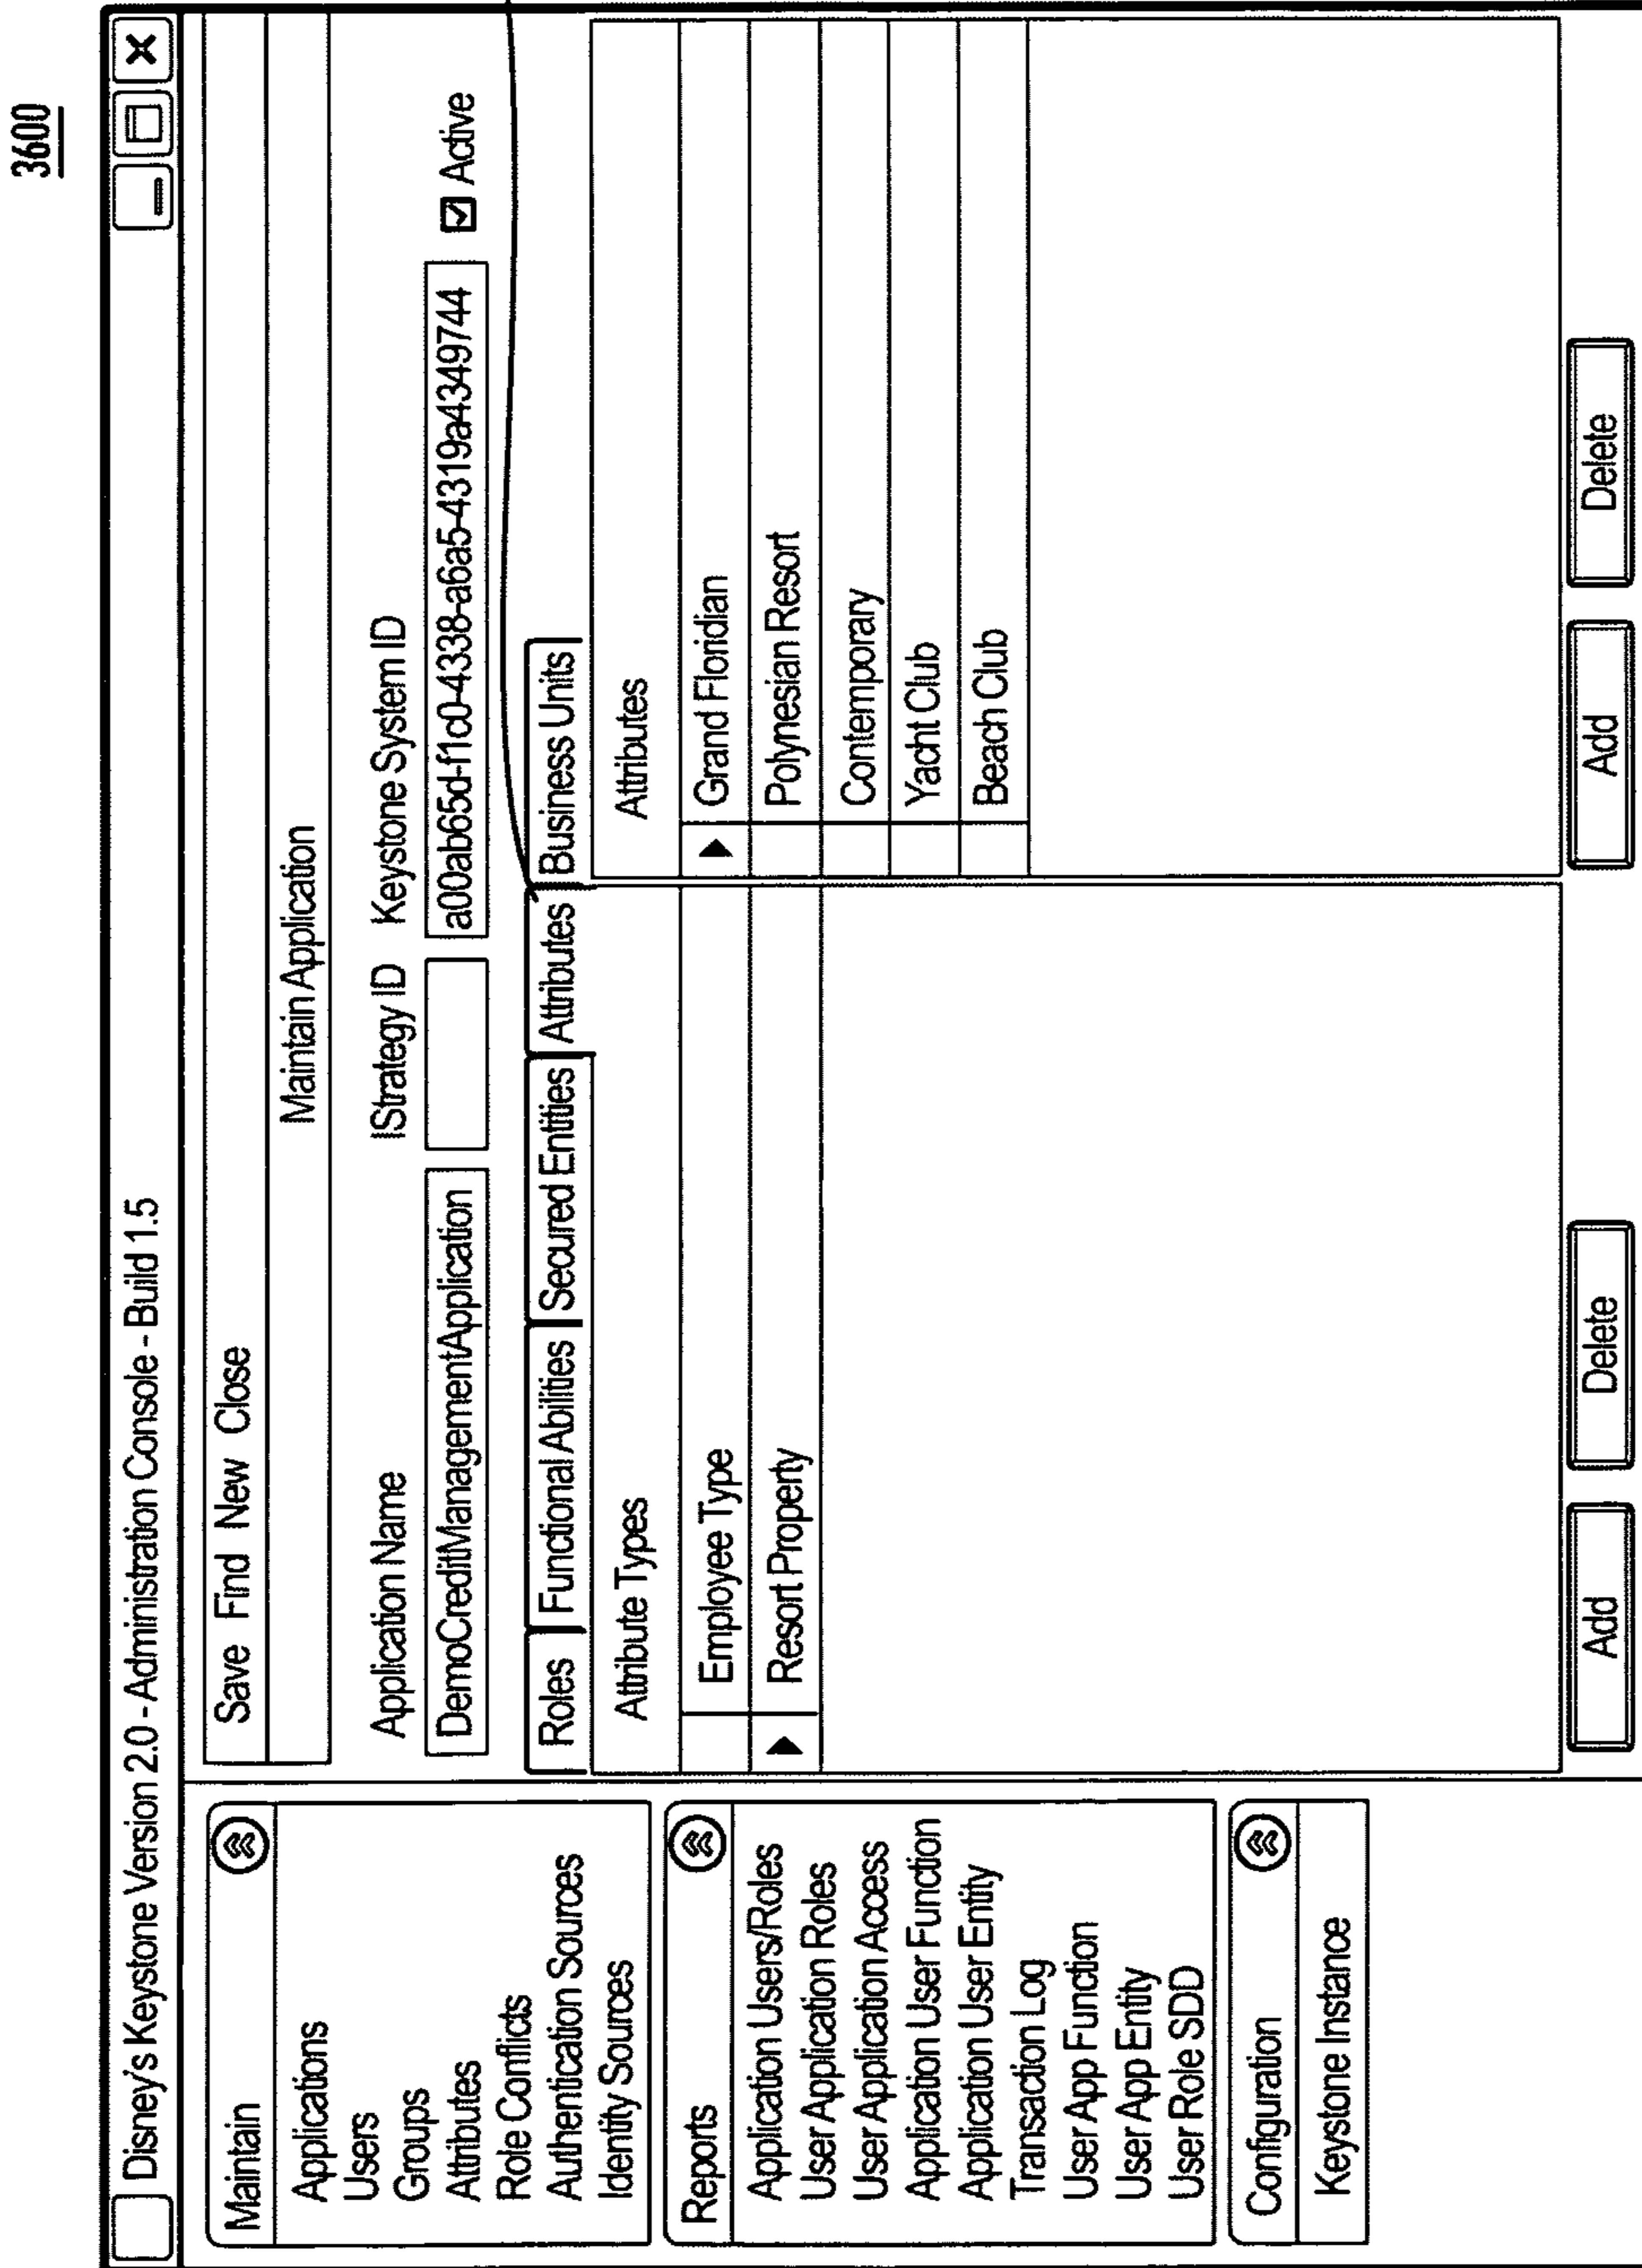 3600
Disney's Keystone Version 2.0 - Administration Console - Build 1.5
Maintain
Applications
Users
Groups
Attributes
Role Conflicts
Authentication Sources
Identity Sources
Reports
Application Users/Roles
User Application Roles
User Application Access
Application User Function
Application User Entity
Transaction Log
User App Function
User App Entity
User Role SDD
Configuration
Keystone Instance
Save Find New Close
Maintain Application
Application Name IStrategy ID Keystone System ID
DemoCreditManagementApplication a00ab65d-f1c0-4338-a6a5-4319a4349744 Active
Roles Functional Abilities Secured Entities Attributes Business Units
Attribute Types
Employee Type
Resort Property
Attributes
Grand Floridian
Polynesian Resort
Contemporary
Yacht Club
Beach Club
Add Delete Add Delete